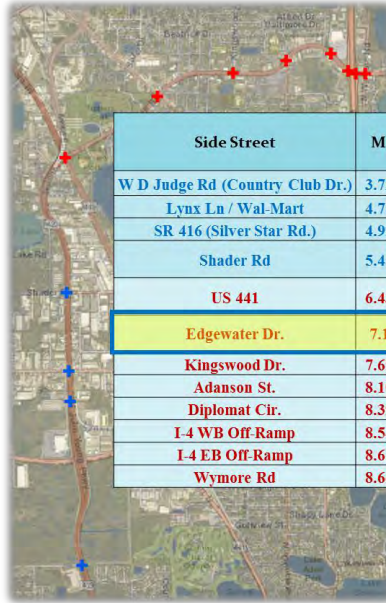 Side Street M
W D Judge Rd (Country Club Dr.) 3.7
Lynx Ln / Wal-Mart 4.7
SR 416 (Silver Star Rd.) 4.9
Shader Rd 5.4
US 441 6.4
Edgewater Dr. 7.1
Kingswood Dr. 7.6
Adanson St. 8.1
Diplomat Cir. 8.3
I-4 WB Off-Ramp 8.5
I-4 EB Off-Ramp 8.6
Wymore Rd 8.6